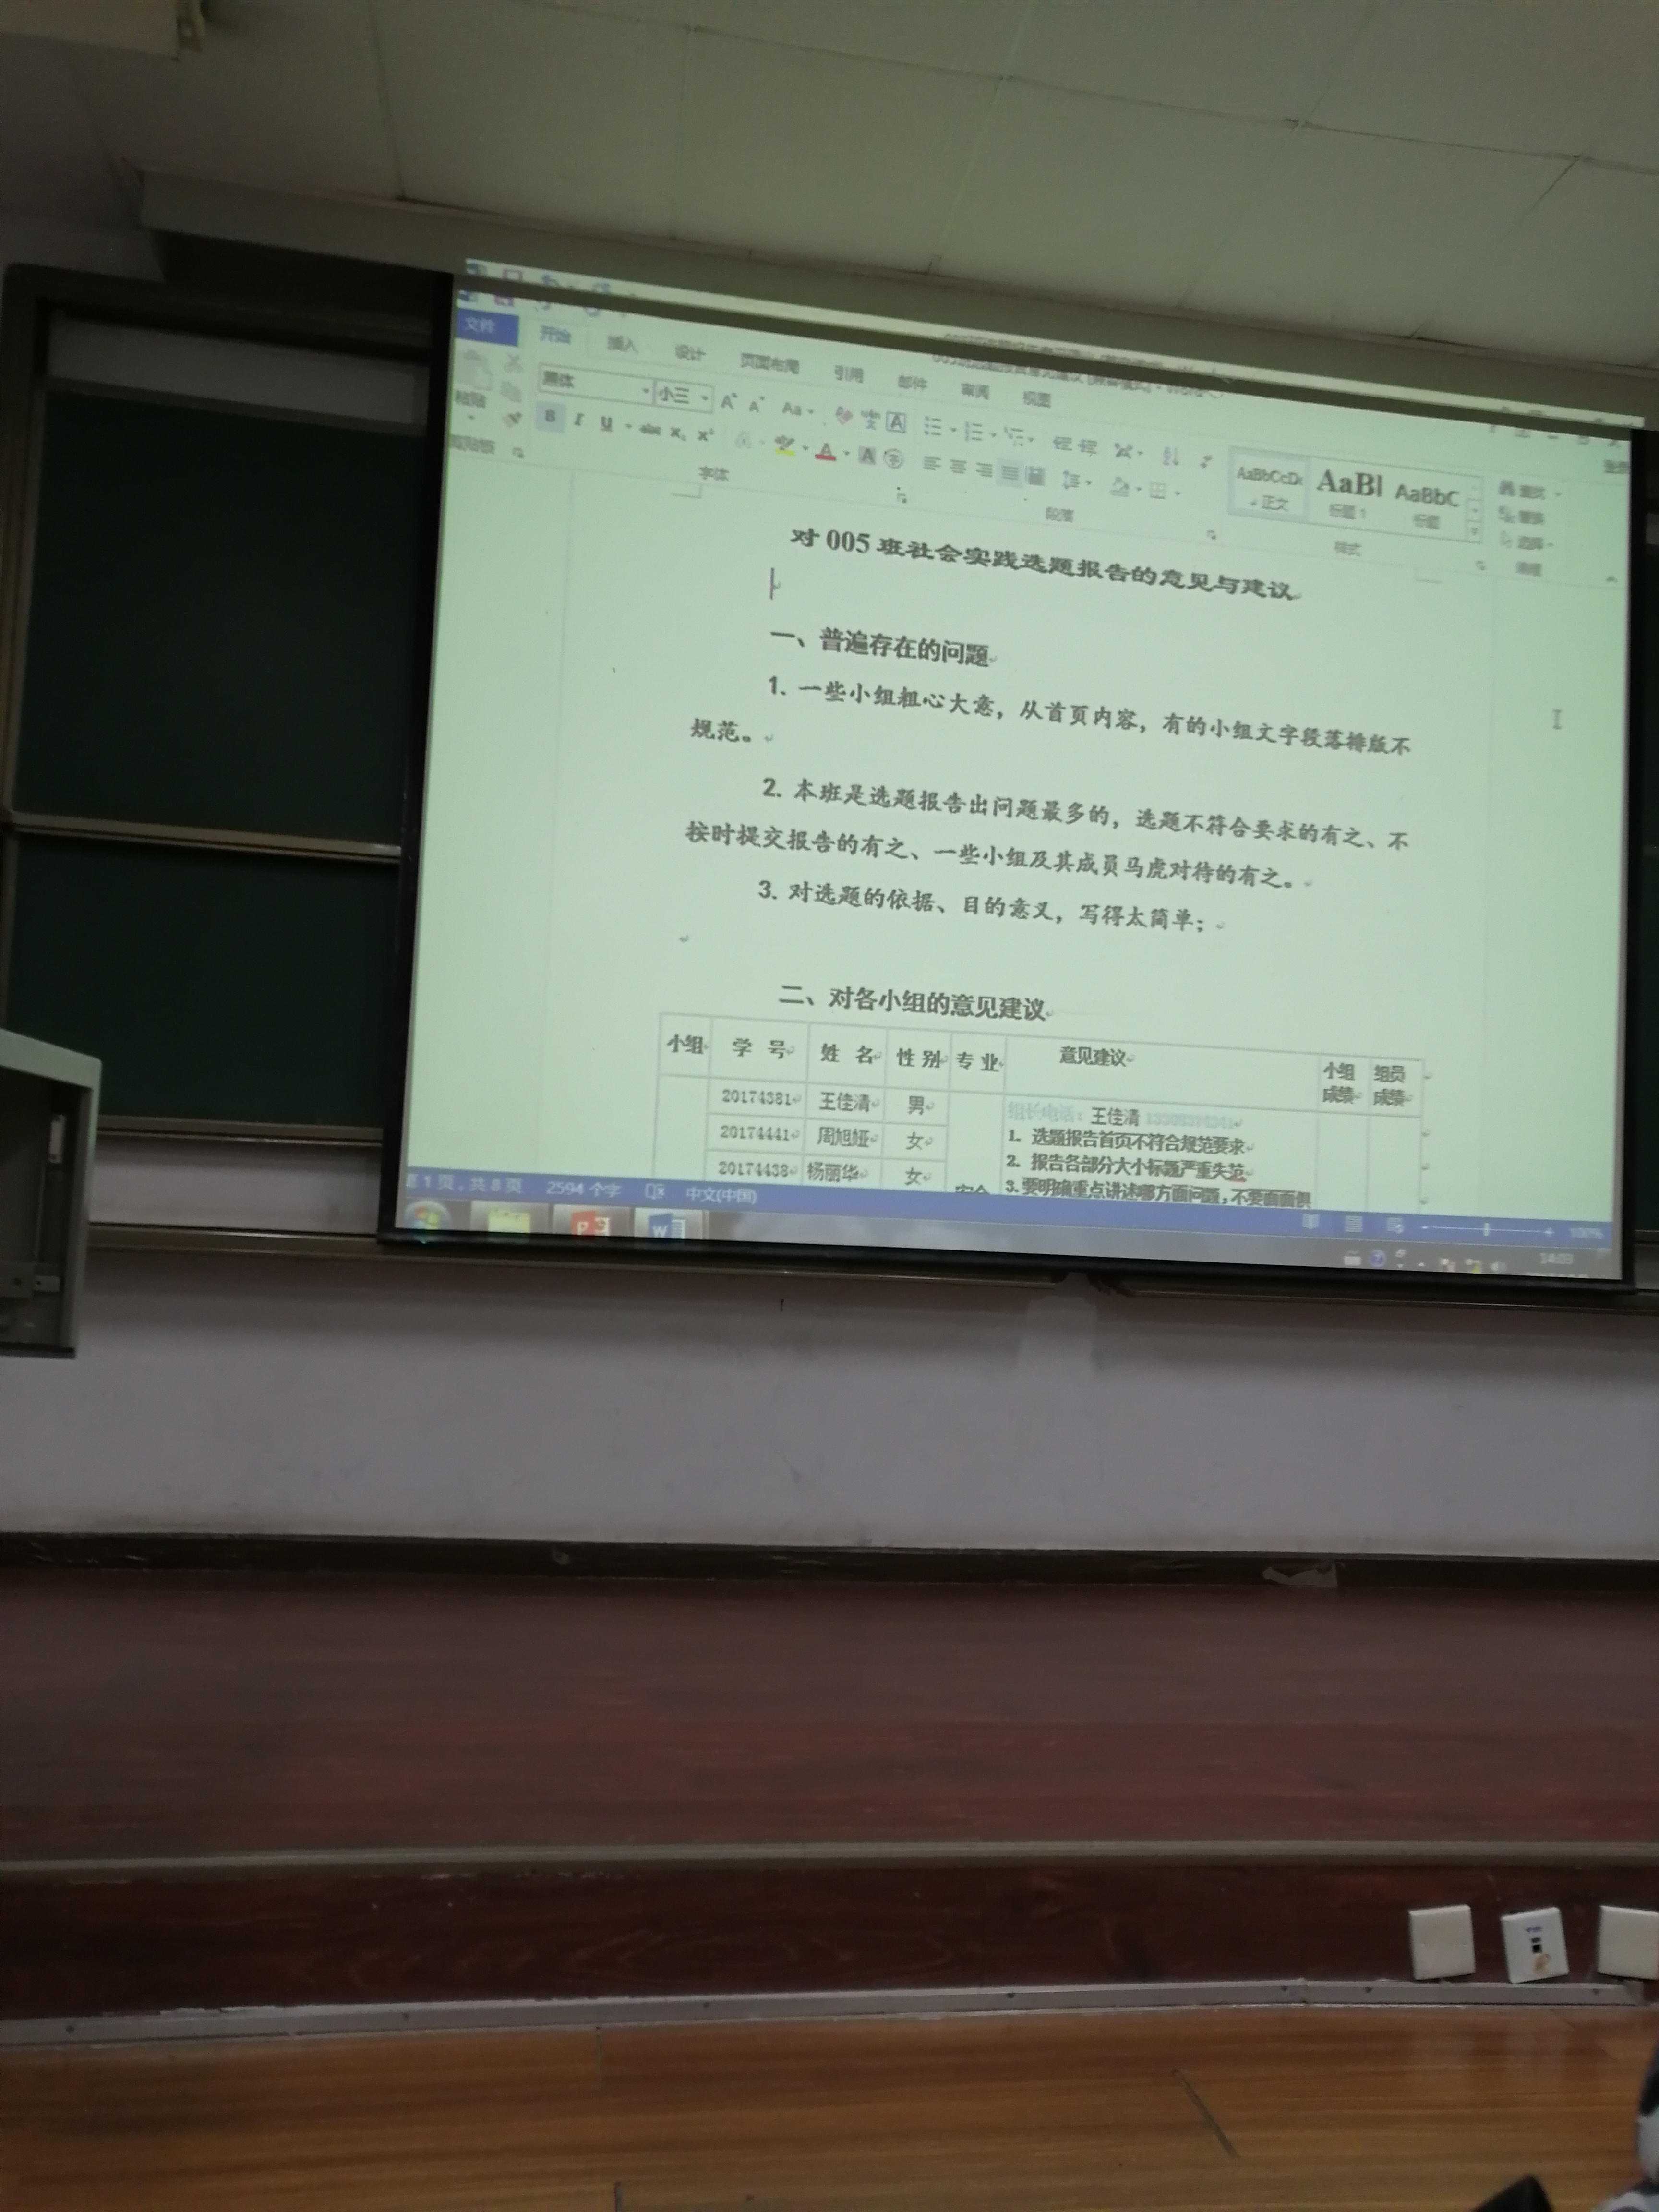 文件 开始 插入 设计 页面布局 引用 邮件 审阅 视图
黑体 小三
粘贴
剪贴板 字体 段落 样式
AaBbCcDc AaBl AaBbC
正文 标题 1 标题
查找
替换
选择
编辑
对 005 班社会实践选题报告的意见与建议
一、普遍存在的问题
1. 一些小组粗心大意，从首页内容，有的小组文字段落排版不
规范。
2. 本班是选题报告出问题最多的，选题不符合要求的有之、不
按时提交报告的有之、一些小组及其成员马虎对待的有之。
3. 对选题的依据、目的意义，写得太简单；
二、对各小组的意见建议
小组 学 号 姓 名 性 别 专 业 意见建议 小组成绩 组员成绩
20174381 王佳清 男 组长电话：王佳清
20174441 周旭娅 女 1. 选题报告首页不符合规范要求
2. 报告各部分大小标题严重失范
20174438 杨丽华 女 3.要明确重点讲述哪方面问题，不要面面俱
第 1 页，共 8 页 2594 个字 中文(中国) 100%
14:03